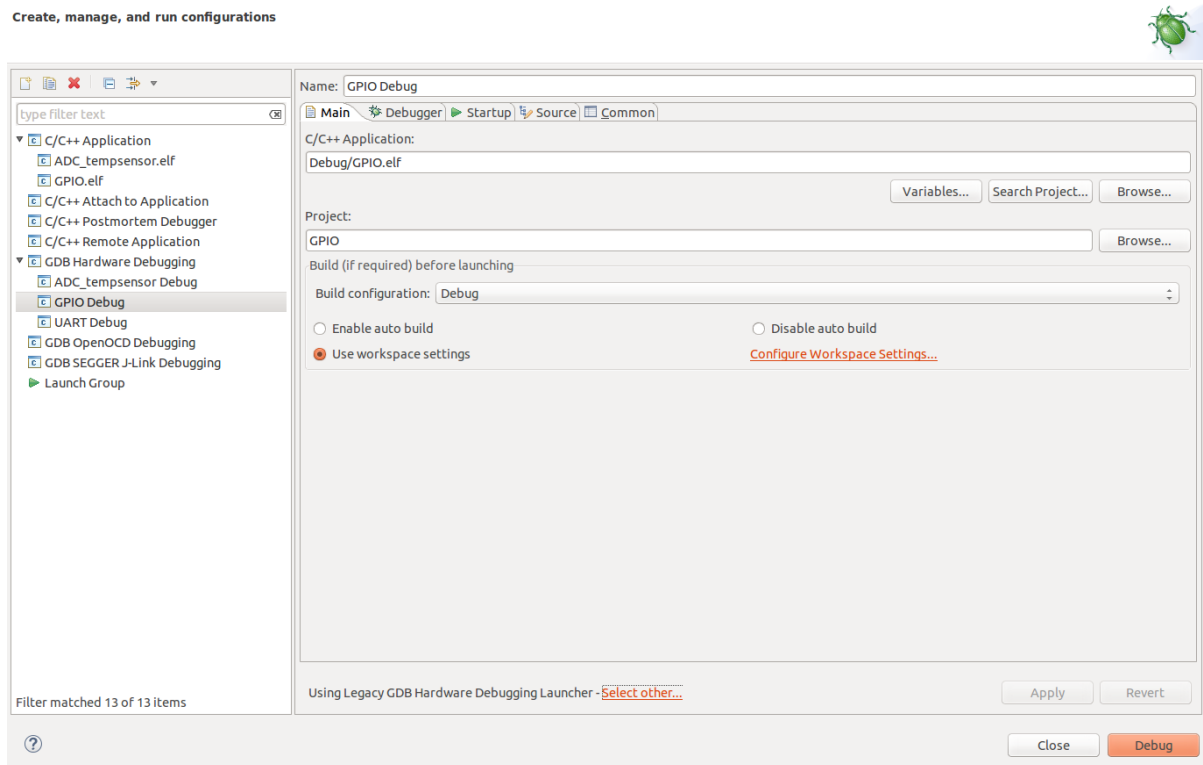 Create, manage, and run configurations
type filter text
C/C++ Application
ADC_tempsensor.elf
GPIO.elf
C/C++ Attach to Application
C/C++ Postmortem Debugger
C/C++ Remote Application
GDB Hardware Debugging
ADC_tempsensor Debug
GPIO Debug
UART Debug
GDB OpenOCD Debugging
GDB SEGGER J-Link Debugging
Launch Group
Filter matched 13 of 13 items
Name: GPIO Debug
Main Debugger Startup Source Common
C/C++ Application:
Debug/GPIO.elf
Variables... Search Project... Browse...
Project:
GPIO Browse...
Build (if required) before launching
Build configuration: Debug
Enable auto build Disable auto build
Use workspace settings Configure Workspace Settings...
Using Legacy GDB Hardware Debugging Launcher - Select other...
Apply Revert
Close Debug